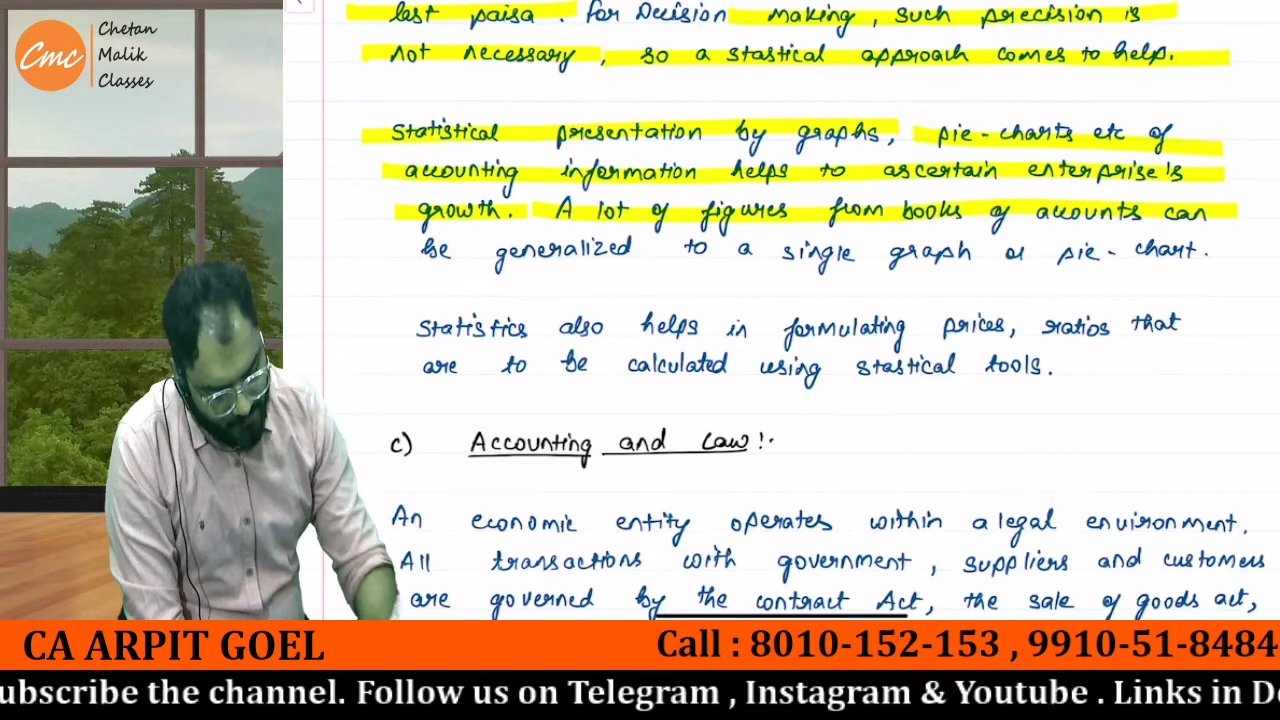 Cmc
Chetan
Malik
Classes
last paisa. For Decision making, such precision is
not necessary, so a stastical approach comes to help.
Statistical presentation by graphs, pie-charts etc of
accounting information helps to ascertain enterprise's
growth. A lot of figures from books of accounts can
be generalized to a single graph or pie-chart.
Statistics also helps in formulating prices, ratios that
are to be calculated using stastical tools.
c) Accounting and Law:-
An economic entity operates within a legal environment.
All transactions with government, suppliers and customers
are governed by the contract Act, the sale of goods act,
CA ARPIT GOEL
Call : 8010-152-153 , 9910-51-8484
ubscribe the channel. Follow us on Telegram , Instagram & Youtube . Links in D